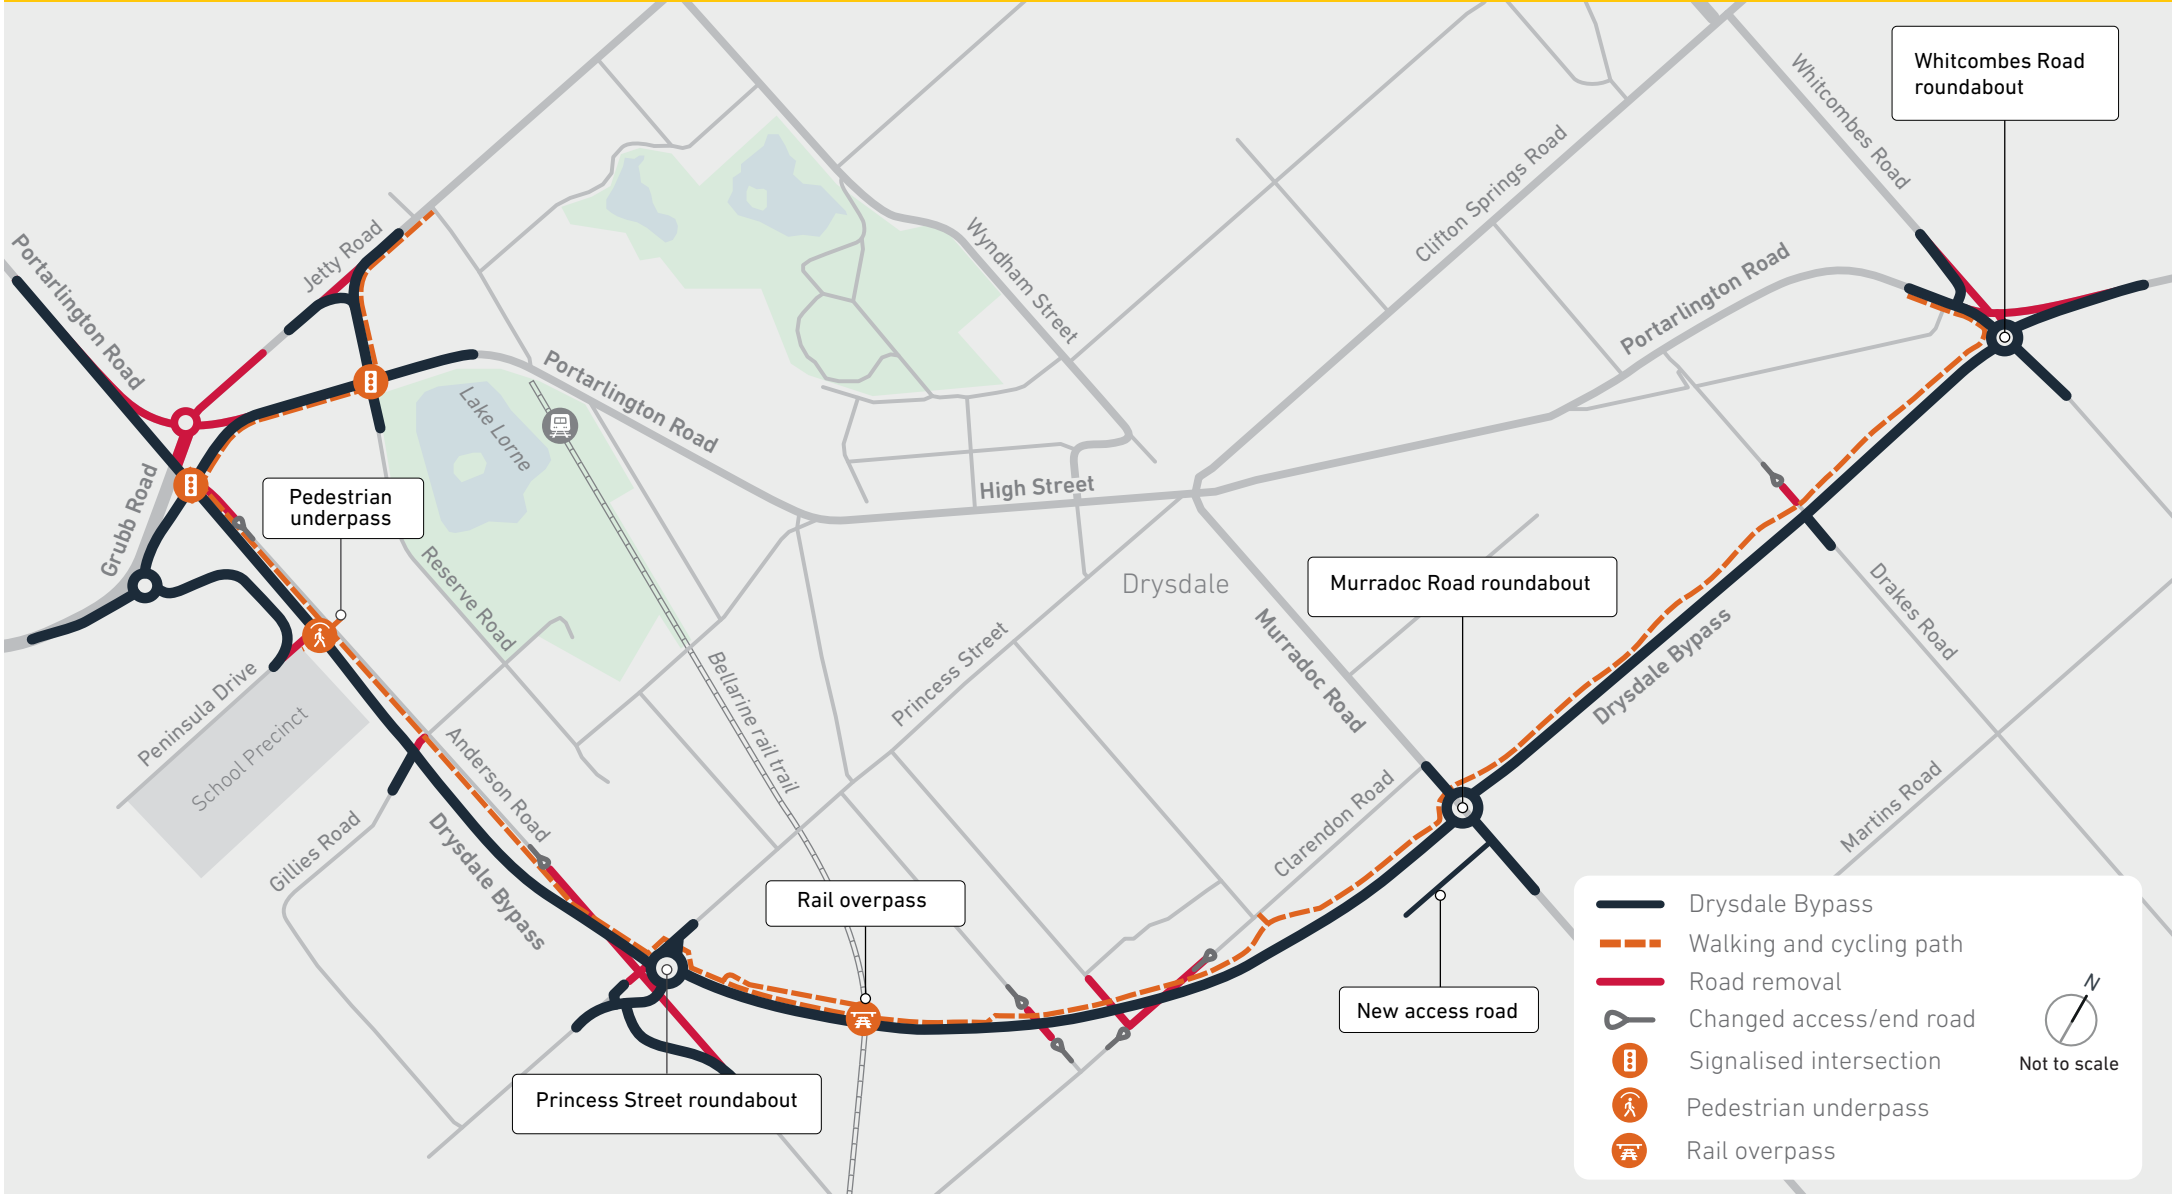 Whitcombes Road
roundabout
Whitcombes Road
Clifton Springs Road
Wyndham Street
Jetty Road
Portarlington Road
Portarlington Road
Portarlington Road
Lake Lorne
High Street
Grubb Road
Pedestrian
underpass
Reserve Road
Drysdale
Murradoc Road roundabout
Drakes Road
Murradoc Road
Princess Street
Bellarine rail trail
Drysdale Bypass
Peninsula Drive
School Precinct
Anderson Road
Gillies Road
Drysdale Bypass
Clarendon Road
Martins Road
Rail overpass
New access road
Princess Street roundabout
Drysdale Bypass
Walking and cycling path
Road removal
Changed access/end road
Signalised intersection
Pedestrian underpass
Rail overpass
N
Not to scale